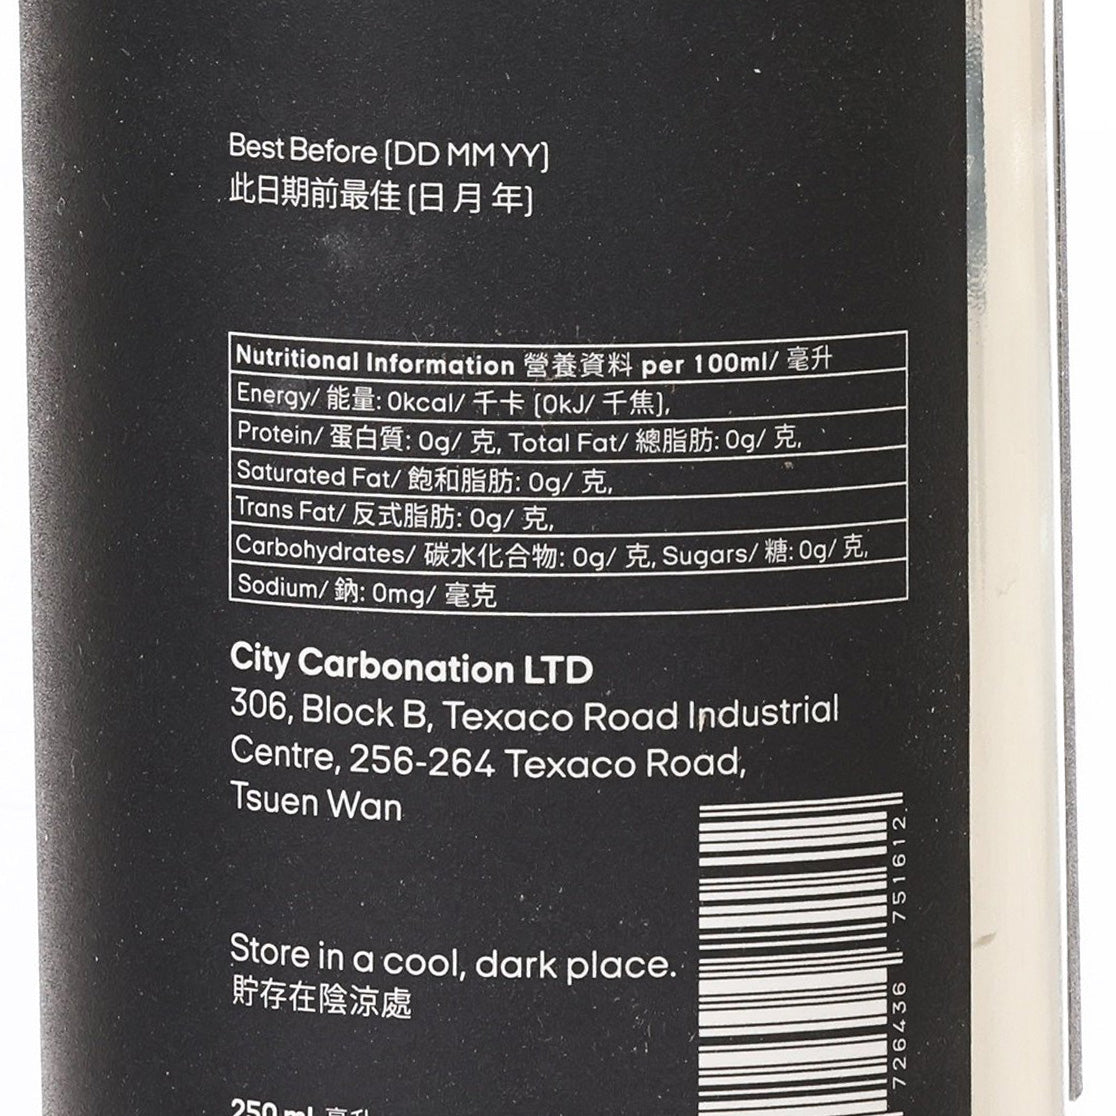 Best Before (DD MM YY)
此日期前最佳 (日 月 年)
Nutritional Information 營養資料 per 100ml/ 毫升
Energy/ 能量: 0kcal/ 千卡 (0kJ/ 千焦),
Protein/ 蛋白質: 0g/ 克, Total Fat/ 總脂肪: 0g/ 克,
Saturated Fat/ 飽和脂肪: 0g/ 克,
Trans Fat/ 反式脂肪: 0g/ 克,
Carbohydrates/ 碳水化合物: 0g/ 克, Sugars/ 糖: 0g/ 克,
Sodium/ 鈉: 0mg/ 毫克
City Carbonation LTD
306, Block B, Texaco Road Industrial
Centre, 256-264 Texaco Road,
Tsuen Wan
Store in a cool, dark place.
貯存在陰涼處
726436 751612
250 ml 毫升